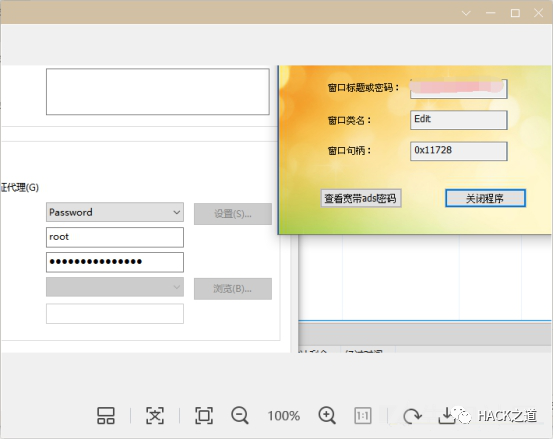 窗口标题或密码：
窗口类名：
Edit
窗口句柄：
0x11728
查看宽带ads密码
关闭程序
证代理(G)
Password
设置(S)...
root
●●●●●●●●●●●●●●●
浏览(B)...
100%
1:1
HACK之道